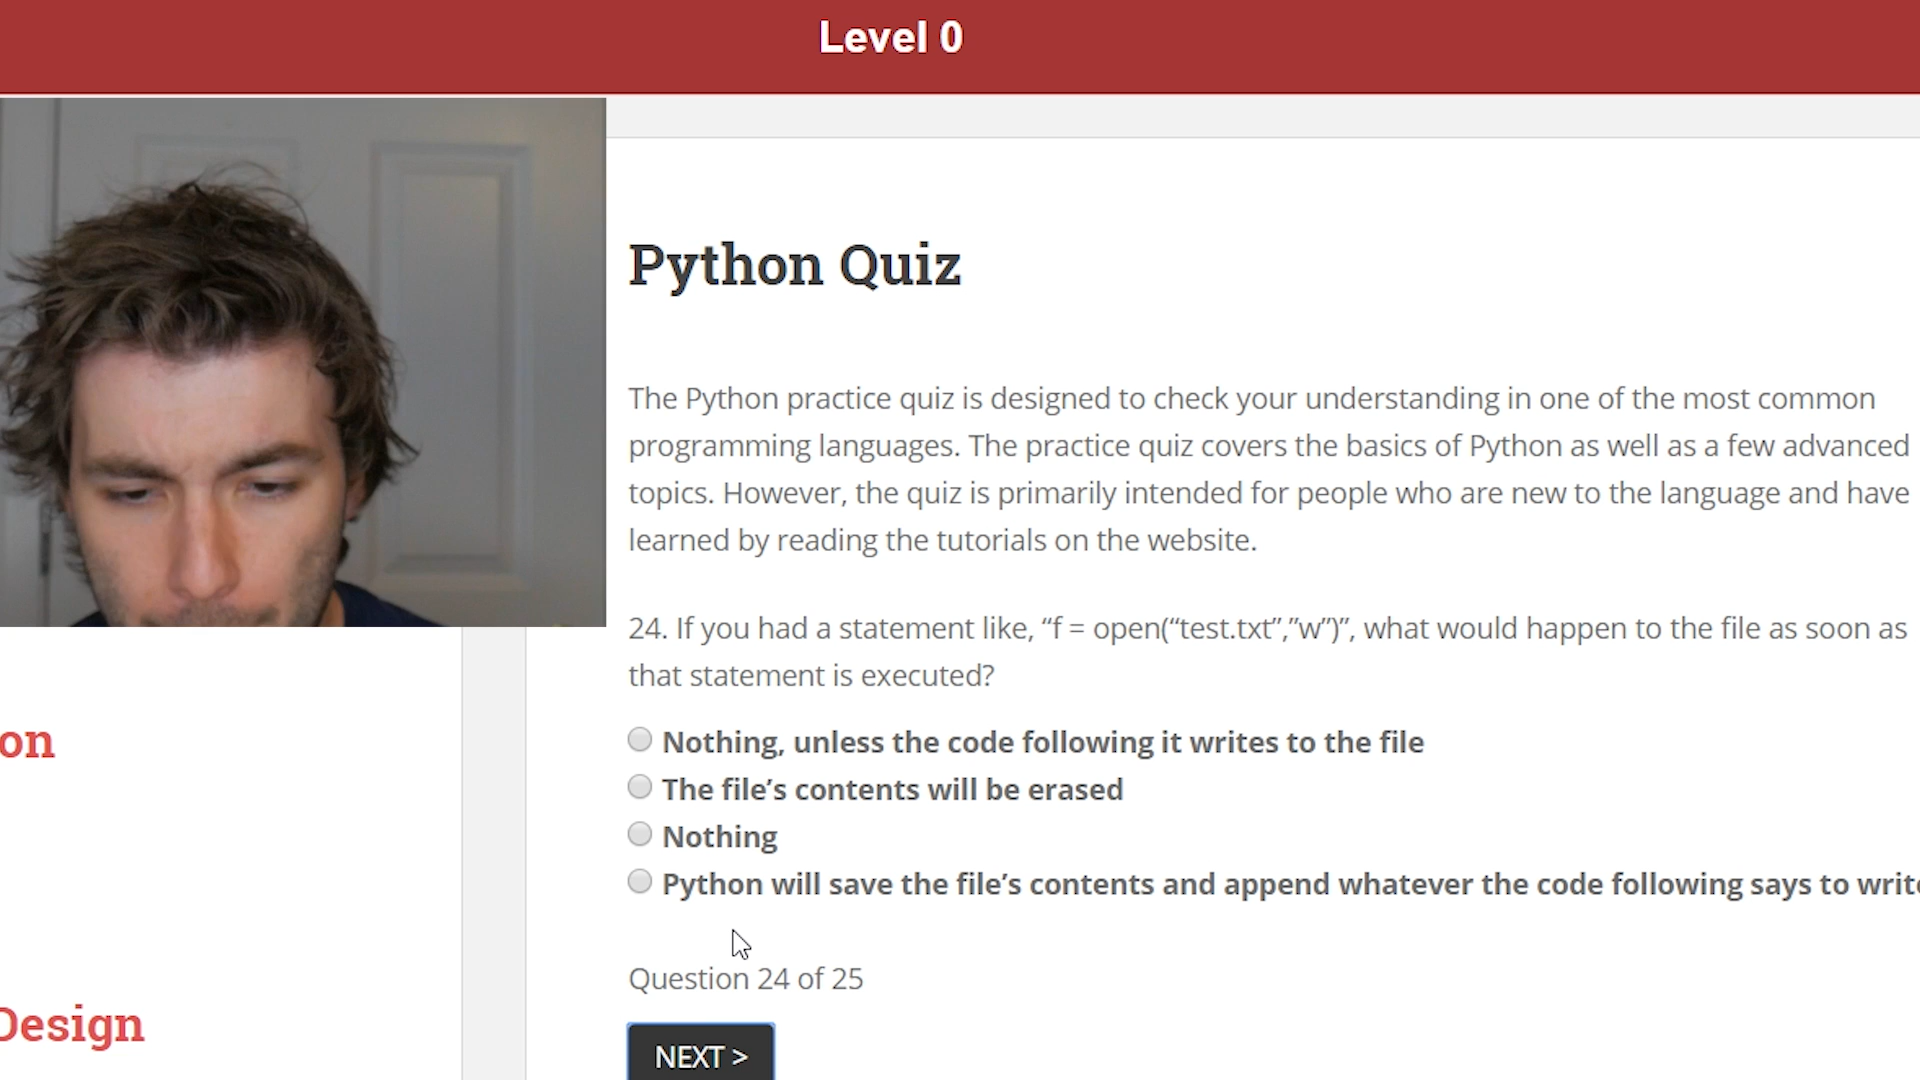 Level 0
Python Quiz
The Python practice quiz is designed to check your understanding in one of the most common
programming languages. The practice quiz covers the basics of Python as well as a few advanced
topics. However, the quiz is primarily intended for people who are new to the language and have
learned by reading the tutorials on the website.
24. If you had a statement like, “f = open(“test.txt”,”w”)”, what would happen to the file as soon as
that statement is executed?
Nothing, unless the code following it writes to the file
The file’s contents will be erased
Nothing
Python will save the file’s contents and append whatever the code following says to write
Question 24 of 25
NEXT >
on
Design